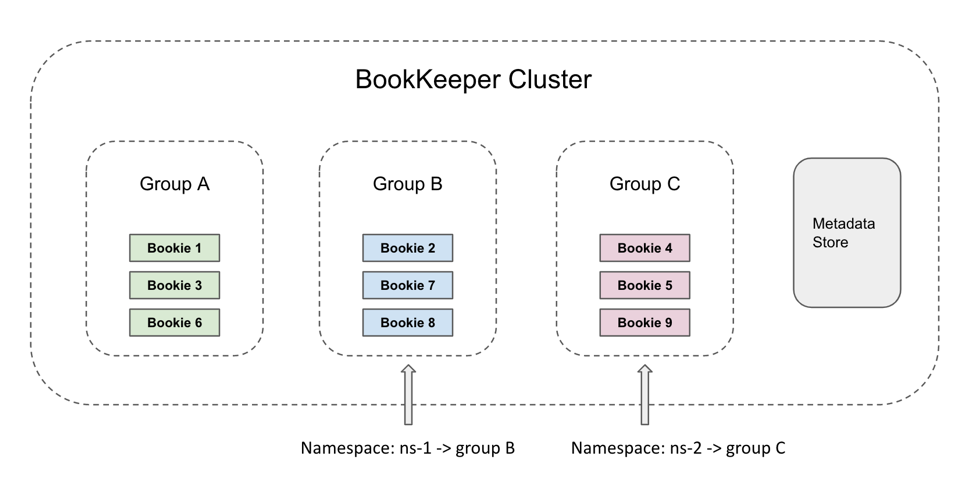 BookKeeper Cluster
Group A
Bookie 1
Bookie 3
Bookie 6
Group B
Bookie 2
Bookie 7
Bookie 8
Group C
Bookie 4
Bookie 5
Bookie 9
Metadata
Store
Namespace: ns-1 -> group B
Namespace: ns-2 -> group C